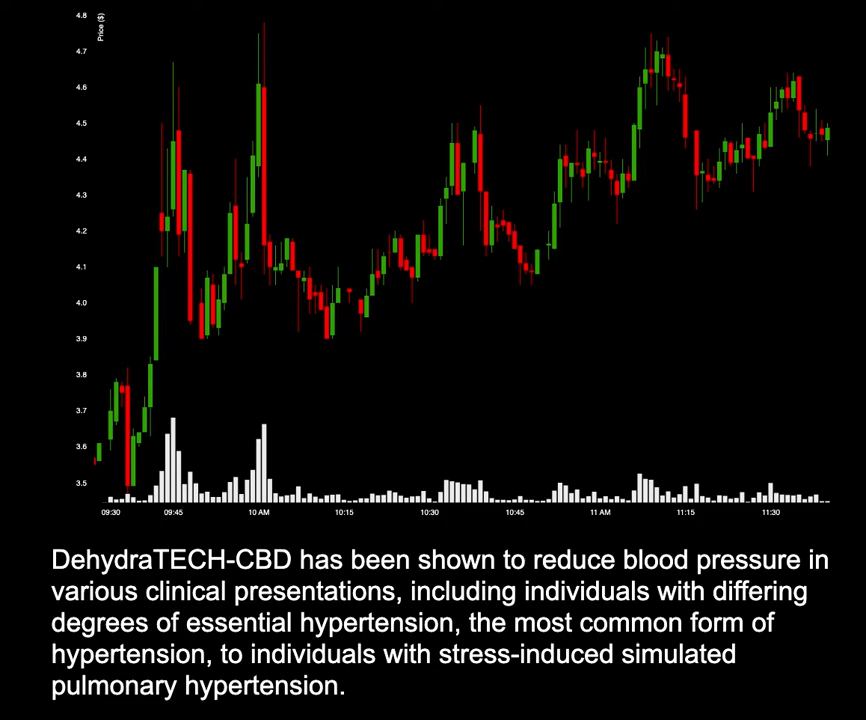 Price ($)
4.8
4.7
4.6
4.5
4.4
4.3
4.2
4.1
4.0
3.9
3.8
3.7
3.6
3.5
09:30 09:45 10 AM 10:15 10:30 10:45 11 AM 11:15 11:30
DehydraTECH-CBD has been shown to reduce blood pressure in
various clinical presentations, including individuals with differing
degrees of essential hypertension, the most common form of
hypertension, to individuals with stress-induced simulated
pulmonary hypertension.